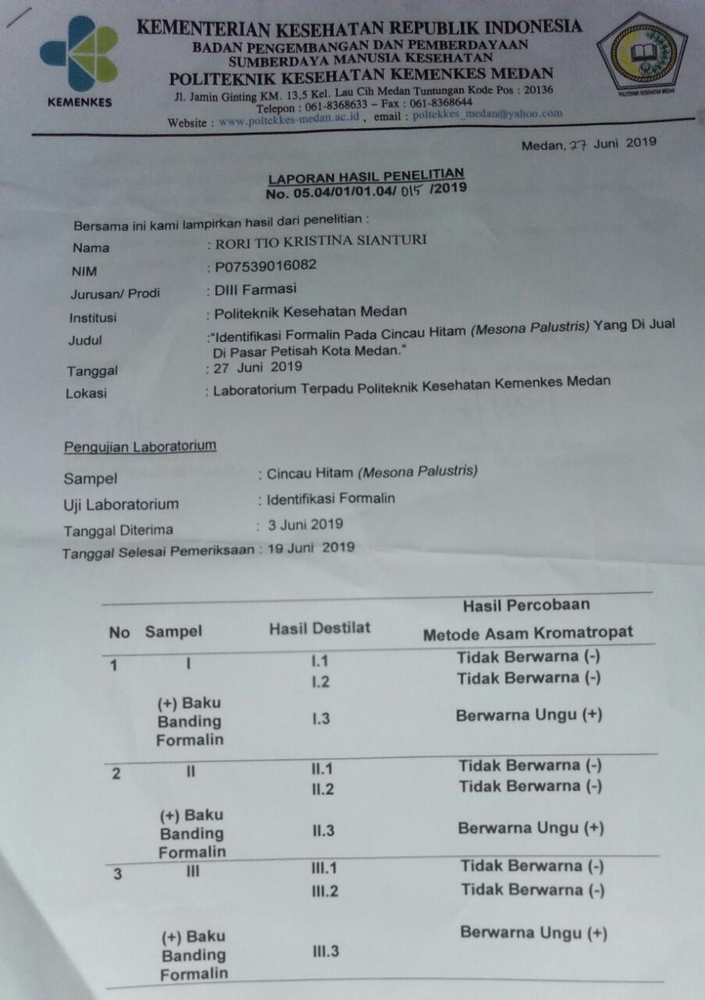 KEMENTERIAN KESEHATAN REPUBLIK INDONESIA
BADAN PENGEMBANGAN DAN PEMBERDAYAAN
SUMBERDAYA MANUSIA KESEHATAN
POLITEKNIK KESEHATAN KEMENKES MEDAN
Jl. Jamin Ginting KM. 13,5 Kel. Lau Cih Medan Tuntungan Kode Pos : 20136
Telepon : 061-8368633 – Fax : 061-8368644
Website : www.poltekkes-medan.ac.id , email : poltekkes_medan@yahoo.com
KEMENKES
POLITEKNIK KESEHATAN MEDAN
Medan, 27 Juni 2019
LAPORAN HASIL PENELITIAN
No. 05.04/01/01.04/ 015 /2019
Bersama ini kami lampirkan hasil dari penelitian :
Nama : RORI TIO KRISTINA SIANTURI
NIM : P07539016082
Jurusan/ Prodi : DIII Farmasi
Institusi : Politeknik Kesehatan Medan
Judul :“Identifikasi Formalin Pada Cincau Hitam (Mesona Palustris) Yang Di Jual
Di Pasar Petisah Kota Medan.”
Tanggal : 27 Juni 2019
Lokasi : Laboratorium Terpadu Politeknik Kesehatan Kemenkes Medan
Pengujian Laboratorium
Sampel : Cincau Hitam (Mesona Palustris)
Uji Laboratorium : Identifikasi Formalin
Tanggal Diterima : 3 Juni 2019
Tanggal Selesai Pemeriksaan : 19 Juni 2019
Hasil Percobaan
No Sampel Hasil Destilat Metode Asam Kromatropat
1 I I.1 Tidak Berwarna (-)
I.2 Tidak Berwarna (-)
(+) Baku
Banding I.3 Berwarna Ungu (+)
Formalin
2 II II.1 Tidak Berwarna (-)
II.2 Tidak Berwarna (-)
(+) Baku
Banding II.3 Berwarna Ungu (+)
Formalin
3 III III.1 Tidak Berwarna (-)
III.2 Tidak Berwarna (-)
(+) Baku Berwarna Ungu (+)
Banding III.3
Formalin